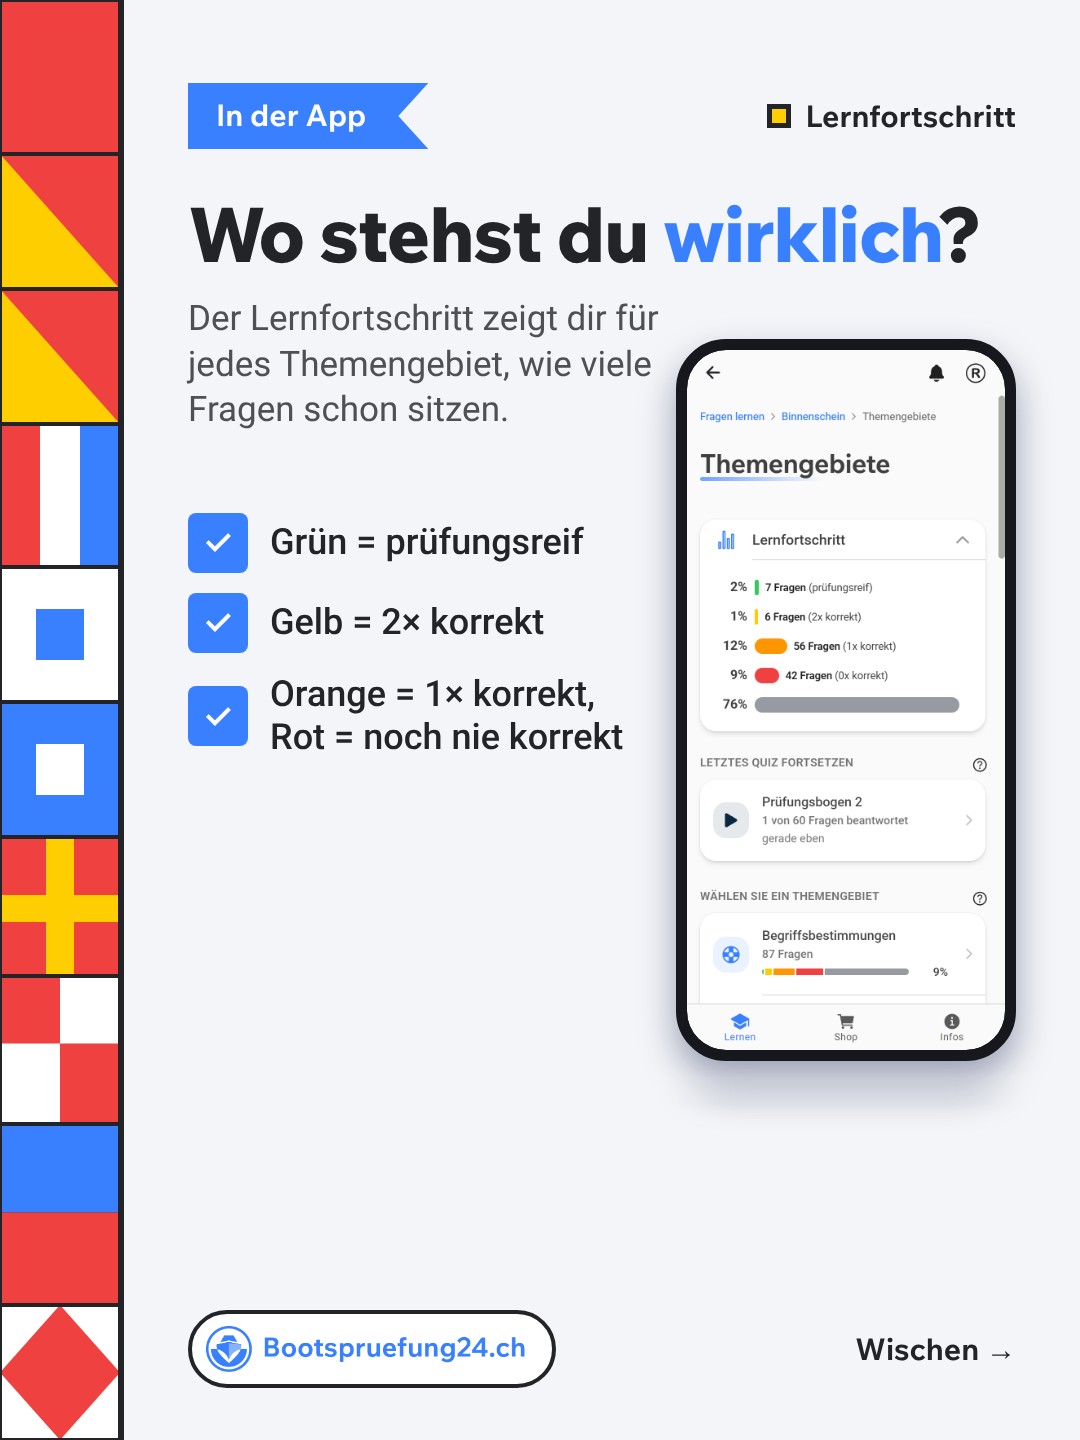 In der App
Lernfortschritt
Wo stehst du wirklich?
Der Lernfortschritt zeigt dir für
jedes Themengebiet, wie viele
Fragen schon sitzen.
Grün = prüfungsreif
Gelb = 2× korrekt
Orange = 1× korrekt,
Rot = noch nie korrekt
Fragen lernen > Binnenschein > Themengebiete
Themengebiete
Lernfortschritt
2% 7 Fragen (prüfungsreif)
1% 6 Fragen (2x korrekt)
12% 56 Fragen (1x korrekt)
9% 42 Fragen (0x korrekt)
76%
LETZTES QUIZ FORTSETZEN
Prüfungsbogen 2
1 von 60 Fragen beantwortet
gerade eben
WÄHLEN SIE EIN THEMENGEBIET
Begriffsbestimmungen
87 Fragen
9%
Lernen Shop Infos
Bootspruefung24.ch
Wischen →